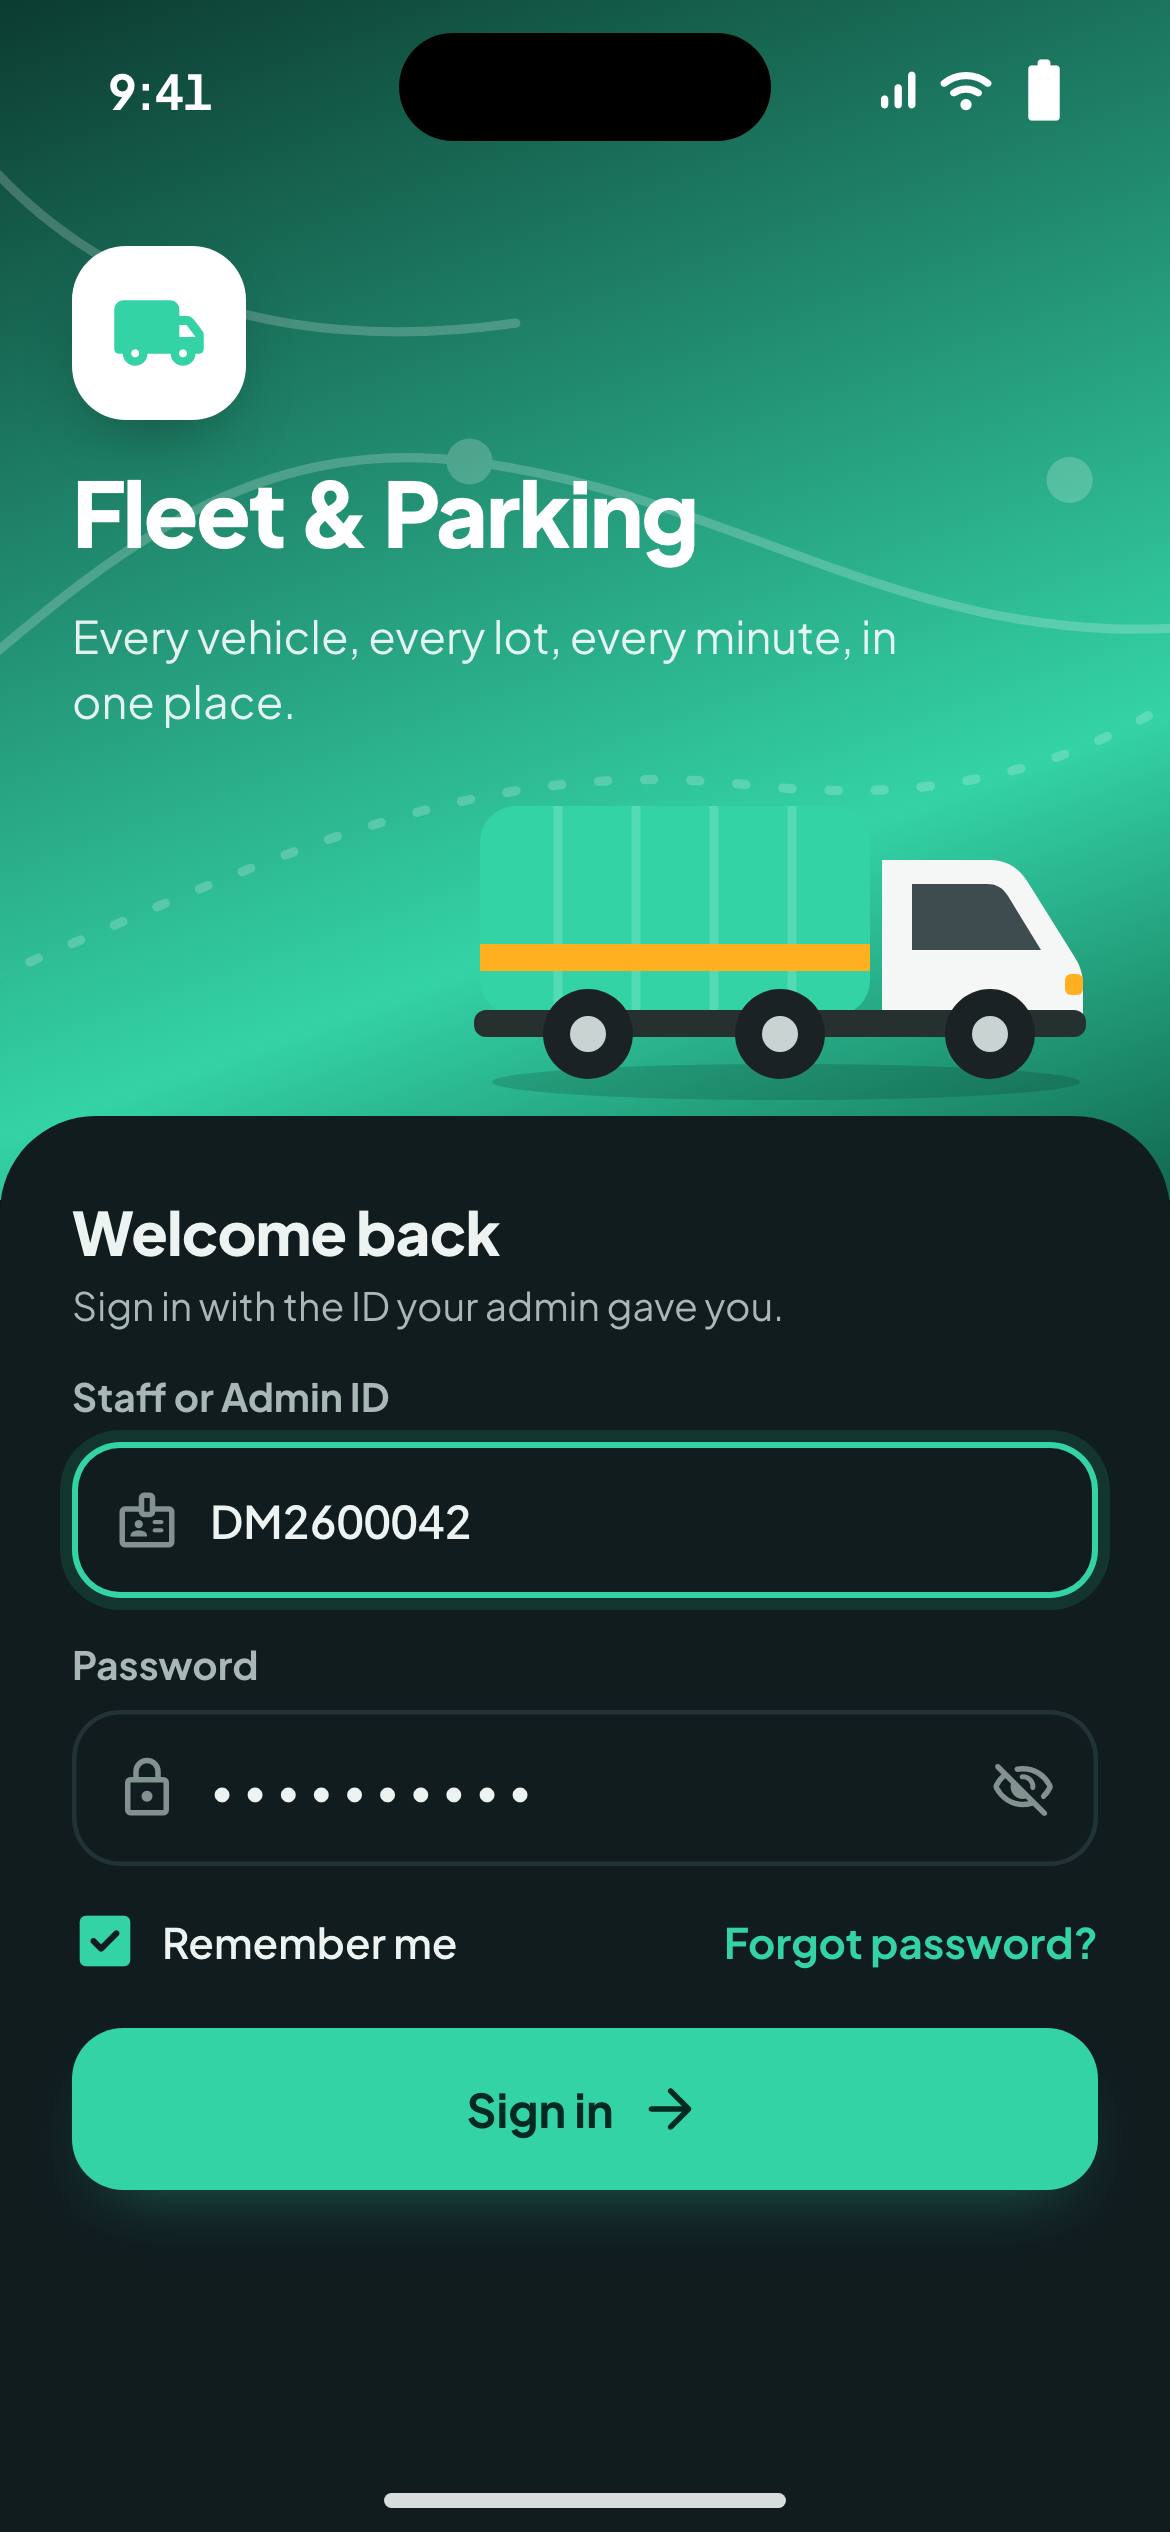 9:41
Fleet & Parking
Every vehicle, every lot, every minute, in
one place.
Welcome back
Sign in with the ID your admin gave you.
Staff or Admin ID
DM2600042
Password
••••••••••
Remember me
Forgot password?
Sign in